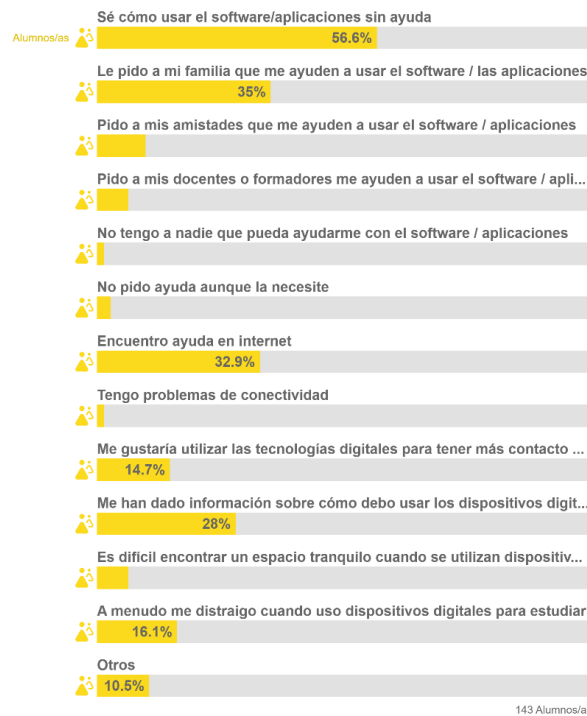 Sé cómo usar el software/aplicaciones sin ayuda
Alumnos/as
56.6%
Le pido a mi familia que me ayuden a usar el software / las aplicaciones
35%
Pido a mis amistades que me ayuden a usar el software / aplicaciones
Pido a mis docentes o formadores me ayuden a usar el software / apli...
No tengo a nadie que pueda ayudarme con el software / aplicaciones
No pido ayuda aunque la necesite
Encuentro ayuda en internet
32.9%
Tengo problemas de conectividad
Me gustaría utilizar las tecnologías digitales para tener más contacto ...
14.7%
Me han dado información sobre cómo debo usar los dispositivos digit...
28%
Es difícil encontrar un espacio tranquilo cuando se utilizan dispositiv...
A menudo me distraigo cuando uso dispositivos digitales para estudiar
16.1%
Otros
10.5%
143 Alumnos/a